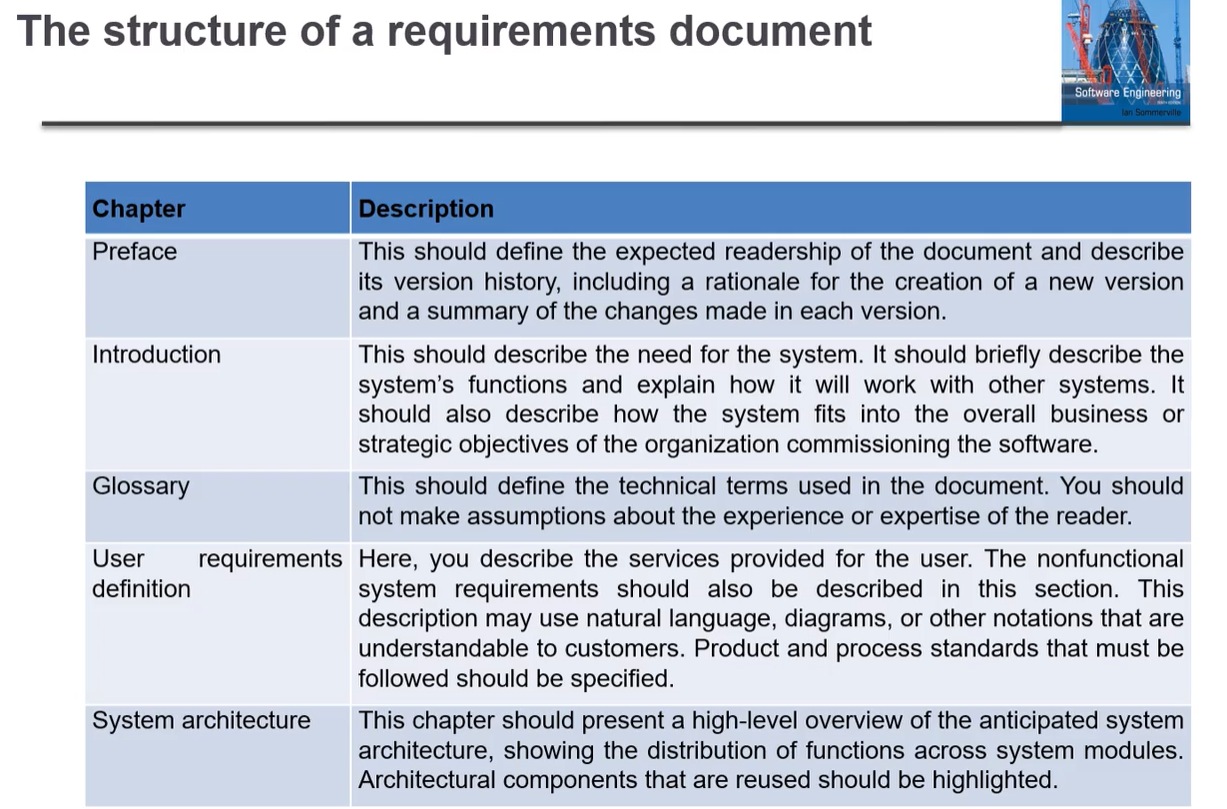 The structure of a requirements document
Software Engineering
Ian Sommerville
Chapter
Description
Preface
This should define the expected readership of the document and describe
its version history, including a rationale for the creation of a new version
and a summary of the changes made in each version.
Introduction
This should describe the need for the system. It should briefly describe the
system's functions and explain how it will work with other systems. It
should also describe how the system fits into the overall business or
strategic objectives of the organization commissioning the software.
Glossary
This should define the technical terms used in the document. You should
not make assumptions about the experience or expertise of the reader.
User requirements
definition
Here, you describe the services provided for the user. The nonfunctional
system requirements should also be described in this section. This
description may use natural language, diagrams, or other notations that are
understandable to customers. Product and process standards that must be
followed should be specified.
System architecture
This chapter should present a high-level overview of the anticipated system
architecture, showing the distribution of functions across system modules.
Architectural components that are reused should be highlighted.